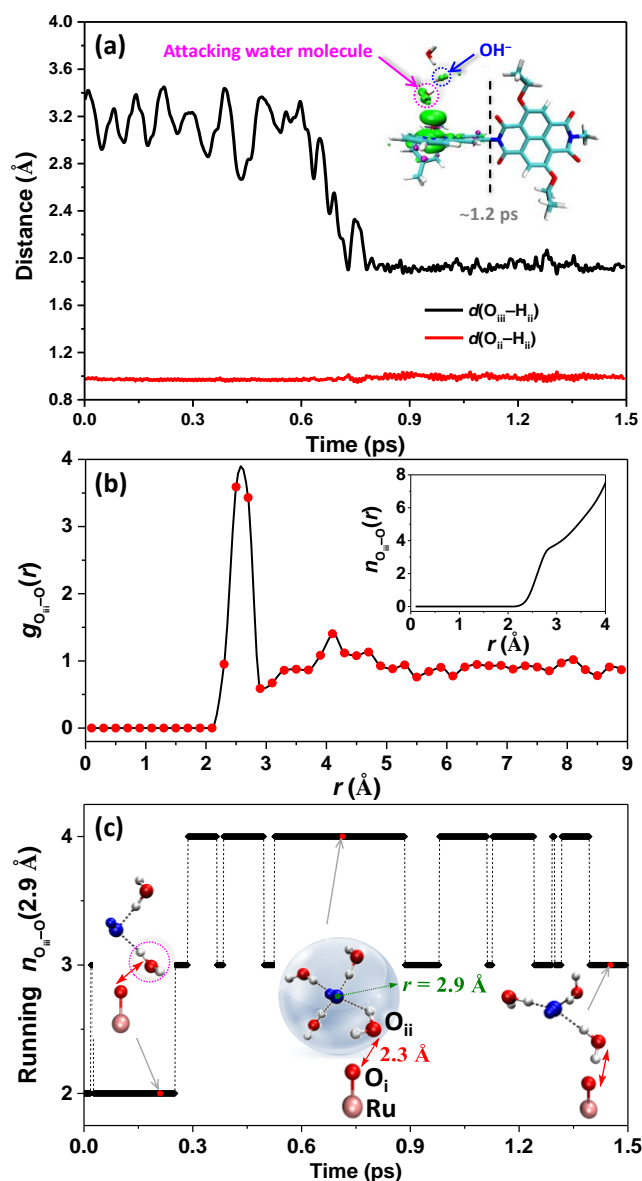 (a)
Attacking water molecule
OH⁻
~1.2 ps
Distance (Å)
4.0
3.6
3.2
2.8
2.4
2.0
1.6
1.2
0.8
d(Oiii–Hii)
d(Oii–Hii)
0.0 0.3 0.6 0.9 1.2 1.5
Time (ps)
(b)
gOiii–O(r)
4
3
2
1
0
nOiii–O(r)
8
6
4
2
0
0 1 2 3 4
r (Å)
0 1 2 3 4 5 6 7 8 9
r (Å)
(c)
Running nOiii–O(2.9 Å)
4
3
2
r = 2.9 Å
Oii
2.3 Å
Oi
Ru
0.0 0.3 0.6 0.9 1.2 1.5
Time (ps)